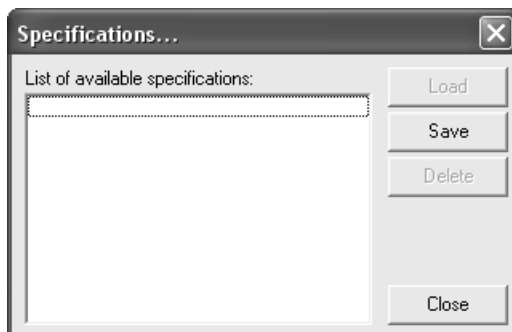 Specifications...
List of available specifications:
Load
Save
Delete
Close